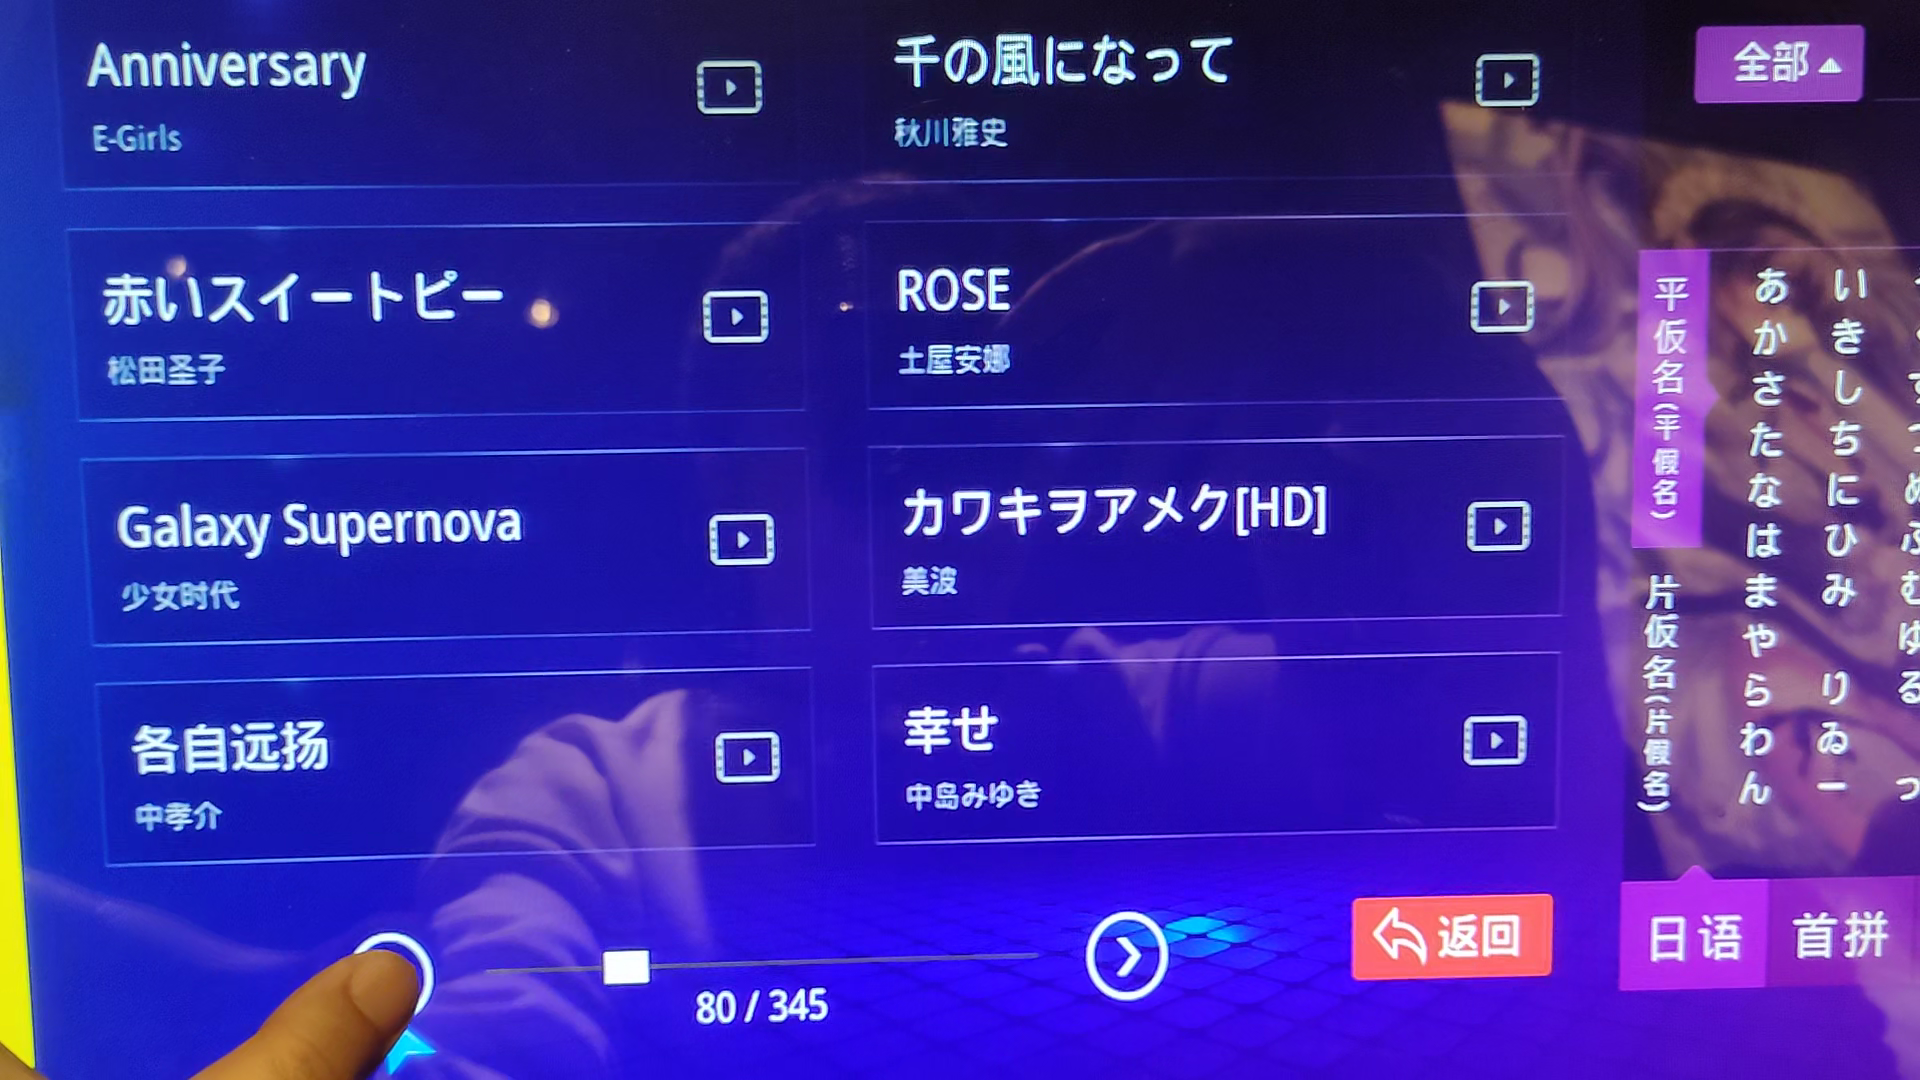 Anniversary
E-Girls
千の風になって
秋川雅史
赤いスイートピー
松田圣子
ROSE
土屋安娜
Galaxy Supernova
少女时代
カワキヲアメク[HD]
美波
各自远扬
中孝介
幸せ
中岛みゆき
80 / 345
返回
全部
平仮名(平假名)
片仮名(片假名)
あかさたなはまやらわん
いきしちにひみ りゐー
日语
首拼